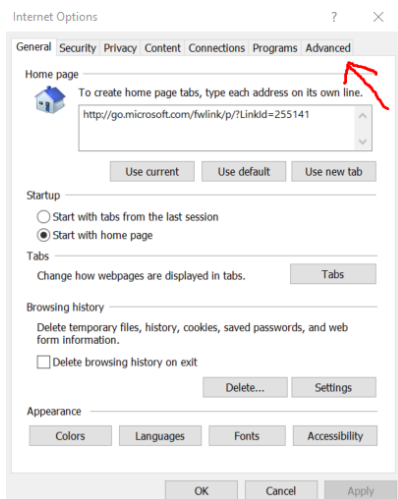 Internet Options ? ×
General Security Privacy Content Connections Programs Advanced
Home page
To create home page tabs, type each address on its own line.
http://go.microsoft.com/fwlink/p/?LinkId=255141
Use current Use default Use new tab
Startup
Start with tabs from the last session
Start with home page
Tabs
Change how webpages are displayed in tabs. Tabs
Browsing history
Delete temporary files, history, cookies, saved passwords, and web
form information.
Delete browsing history on exit
Delete... Settings
Appearance
Colors Languages Fonts Accessibility
OK Cancel Apply